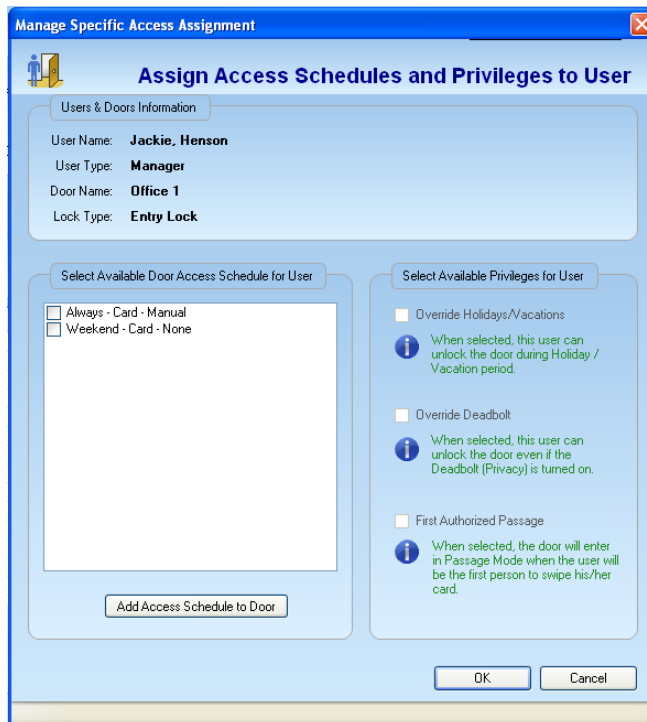 Manage Specific Access Assignment
Assign Access Schedules and Privileges to User
Users & Doors Information
User Name: Jackie, Henson
User Type: Manager
Door Name: Office 1
Lock Type: Entry Lock
Select Available Door Access Schedule for User
Always - Card - Manual
Weekend - Card - None
Add Access Schedule to Door
Select Available Privileges for User
Override Holidays/Vacations
When selected, this user can
unlock the door during Holiday /
Vacation period.
Override Deadbolt
When selected, this user can
unlock the door even if the
Deadbolt (Privacy) is turned on.
First Authorized Passage
When selected, the door will enter
in Passage Mode when the user will
be the first person to swipe his/her
card.
OK
Cancel